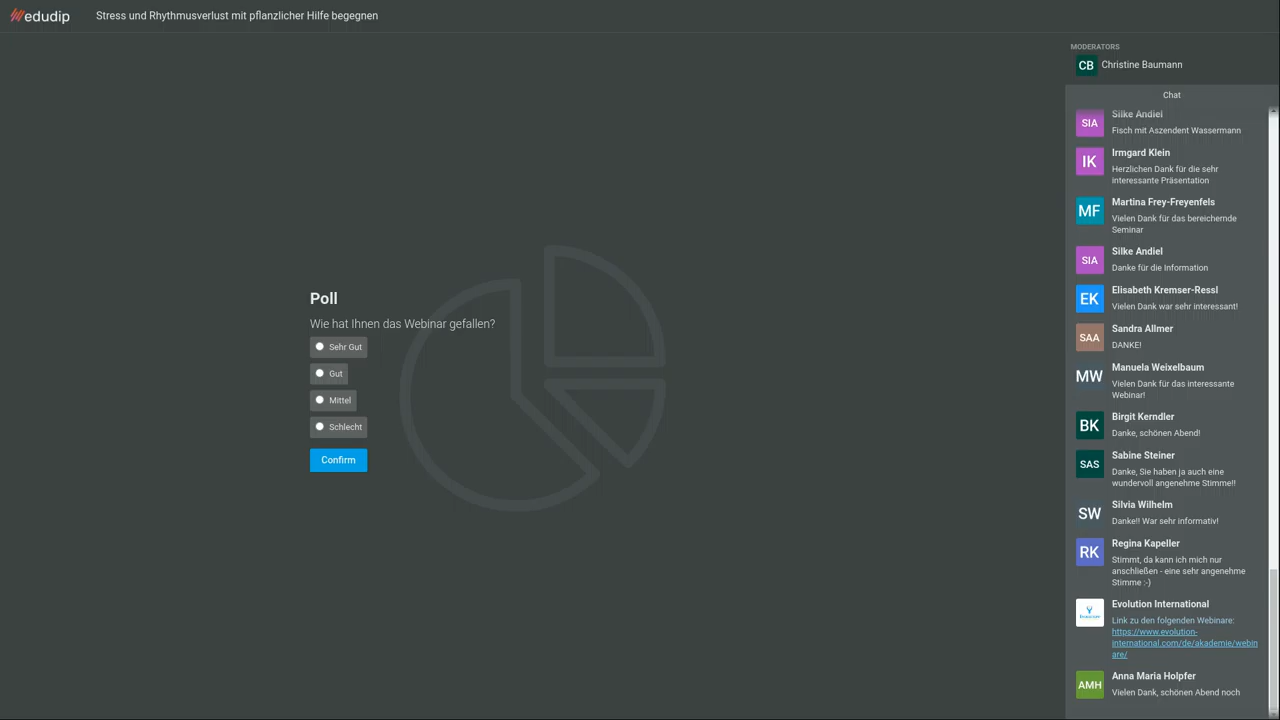 edudip
Stress und Rhythmusverlust mit pflanzlicher Hilfe begegnen
MODERATORS
CB
Christine Baumann
Chat
Silke Andiel
SIA
Fisch mit Aszendent Wassermann
Irmgard Klein
IK
Herzlichen Dank für die sehr
interessante Präsentation
Martina Frey-Freyenfels
MF
Vielen Dank für das bereichernde
Seminar
Silke Andiel
SIA
Danke für die Information
Elisabeth Kremser-Ressl
EK
Vielen Dank war sehr interessant!
Sandra Allmer
SAA
DANKE!
Manuela Weixelbaum
MW
Vielen Dank für das interessante
Webinar!
Birgit Kerndler
BK
Danke, schönen Abend!
Sabine Steiner
SAS
Danke, Sie haben ja auch eine
wundervoll angenehme Stimme!!
Silvia Wilhelm
SW
Danke!! War sehr informativ!
Regina Kapeller
RK
Stimmt, da kann ich mich nur
anschließen - eine sehr angenehme
Stimme :-)
Evolution International
Link zu den folgenden Webinare:
https://www.evolution-
international.com/de/akademie/webin
are/
Anna Maria Holpfer
AMH
Vielen Dank, schönen Abend noch
Poll
Wie hat Ihnen das Webinar gefallen?
Sehr Gut
Gut
Mittel
Schlecht
Confirm